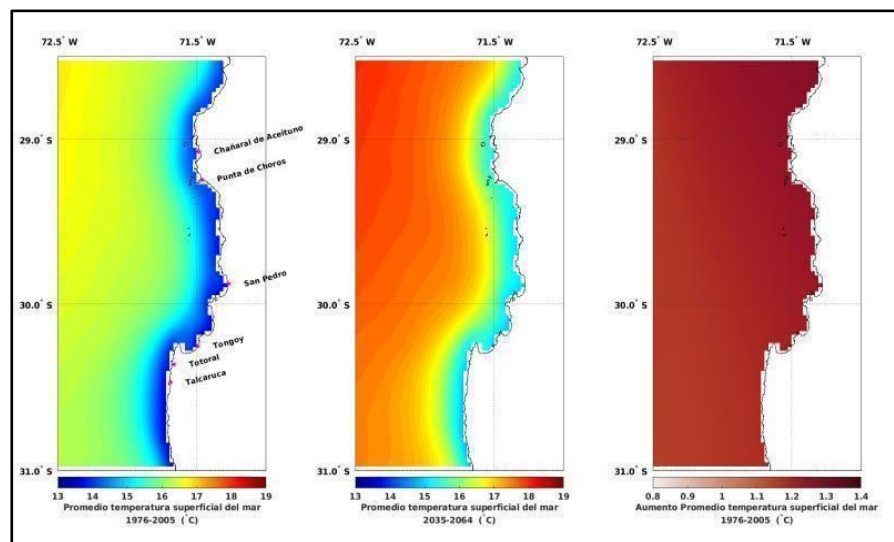 72.5° W 71.5° W
29.0° S
30.0° S
31.0° S
Chañaral de Aceituno
Punta de Choros
San Pedro
Tongoy
Totoral
Talcaruca
13 14 15 16 17 18 19
Promedio temperatura superficial del mar
1976-2005 (°C)
72.5° W 71.5° W
29.0° S
30.0° S
31.0° S
13 14 15 16 17 18 19
Promedio temperatura superficial del mar
2035-2064 (°C)
72.5° W 71.5° W
29.0° S
30.0° S
31.0° S
0.8 0.9 1 1.1 1.2 1.3 1.4
Aumento Promedio temperatura superficial del mar
1976-2005 (°C)